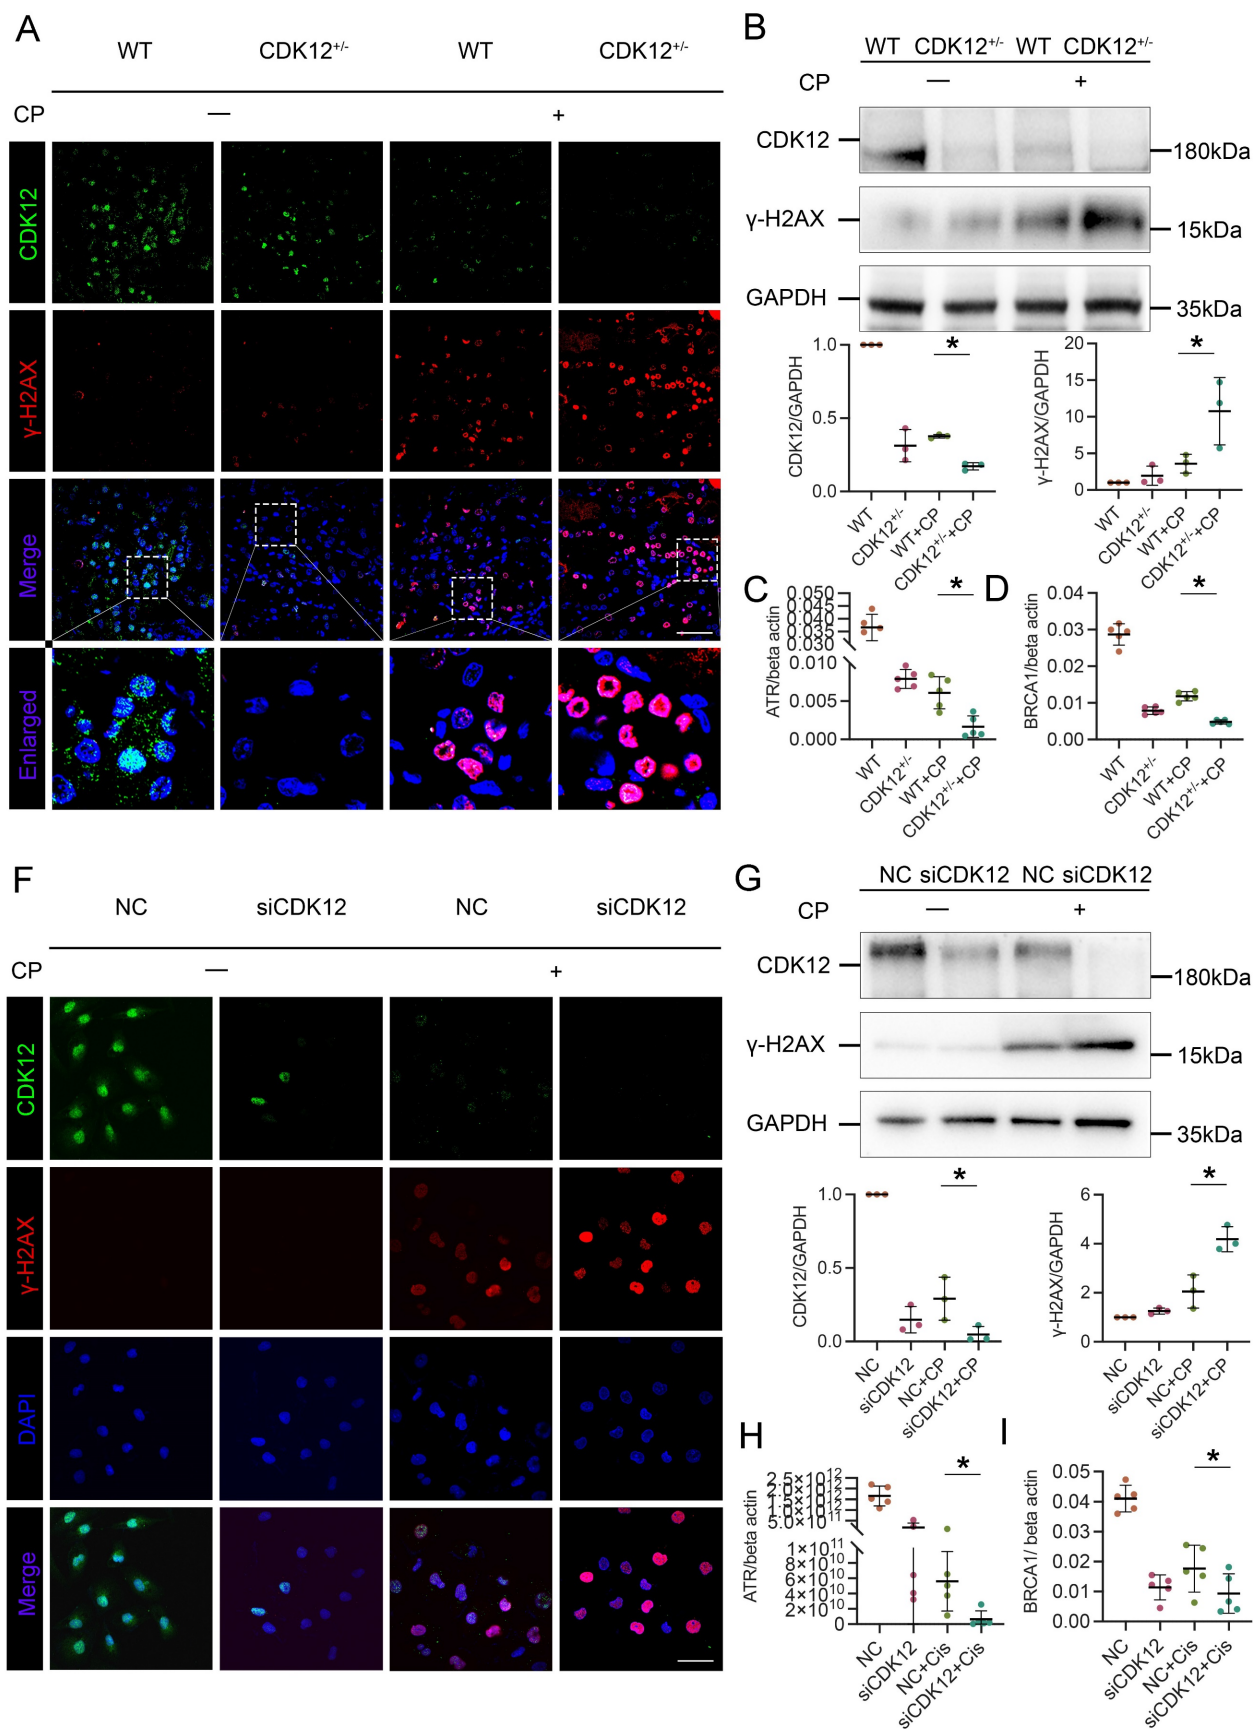 A
WT CDK12+/- WT CDK12+/-
CP — +
CDK12
γ-H2AX
Merge
Enlarged
B
WT CDK12+/- WT CDK12+/-
CP — +
CDK12 180kDa
γ-H2AX 15kDa
GAPDH 35kDa
CDK12/GAPDH
1.0
0.5
0.0
*
WT
CDK12+/-
WT+CP
CDK12+/-+CP
γ-H2AX/GAPDH
20
15
10
5
0
*
WT
CDK12+/-
WT+CP
CDK12+/-+CP
C
ATR/beta actin
0.050
0.045
0.040
0.035
0.030
0.010
0.005
0.000
*
WT
CDK12+/-
WT+CP
CDK12+/-+CP
D
BRCA1/beta actin
0.04
0.03
0.02
0.01
0.00
*
WT
CDK12+/-
WT+CP
CDK12+/-+CP
F
NC siCDK12 NC siCDK12
CP — +
CDK12
γ-H2AX
DAPI
Merge
G
NC siCDK12 NC siCDK12
CP — +
CDK12 180kDa
γ-H2AX 15kDa
GAPDH 35kDa
CDK12/GAPDH
1.0
0.5
0.0
*
NC
siCDK12
NC+CP
siCDK12+CP
γ-H2AX/GAPDH
6
4
2
0
*
NC
siCDK12
NC+CP
siCDK12+CP
H
ATR/beta actin
2.5×10¹²
2.0×10¹²
1.5×10¹²
1.0×10¹²
5.0×10¹¹
1×10¹¹
8×10¹⁰
6×10¹⁰
4×10¹⁰
2×10¹⁰
0
*
NC
siCDK12
NC+Cis
siCDK12+Cis
I
BRCA1/ beta actin
0.05
0.04
0.03
0.02
0.01
0.00
*
NC
siCDK12
NC+Cis
siCDK12+Cis